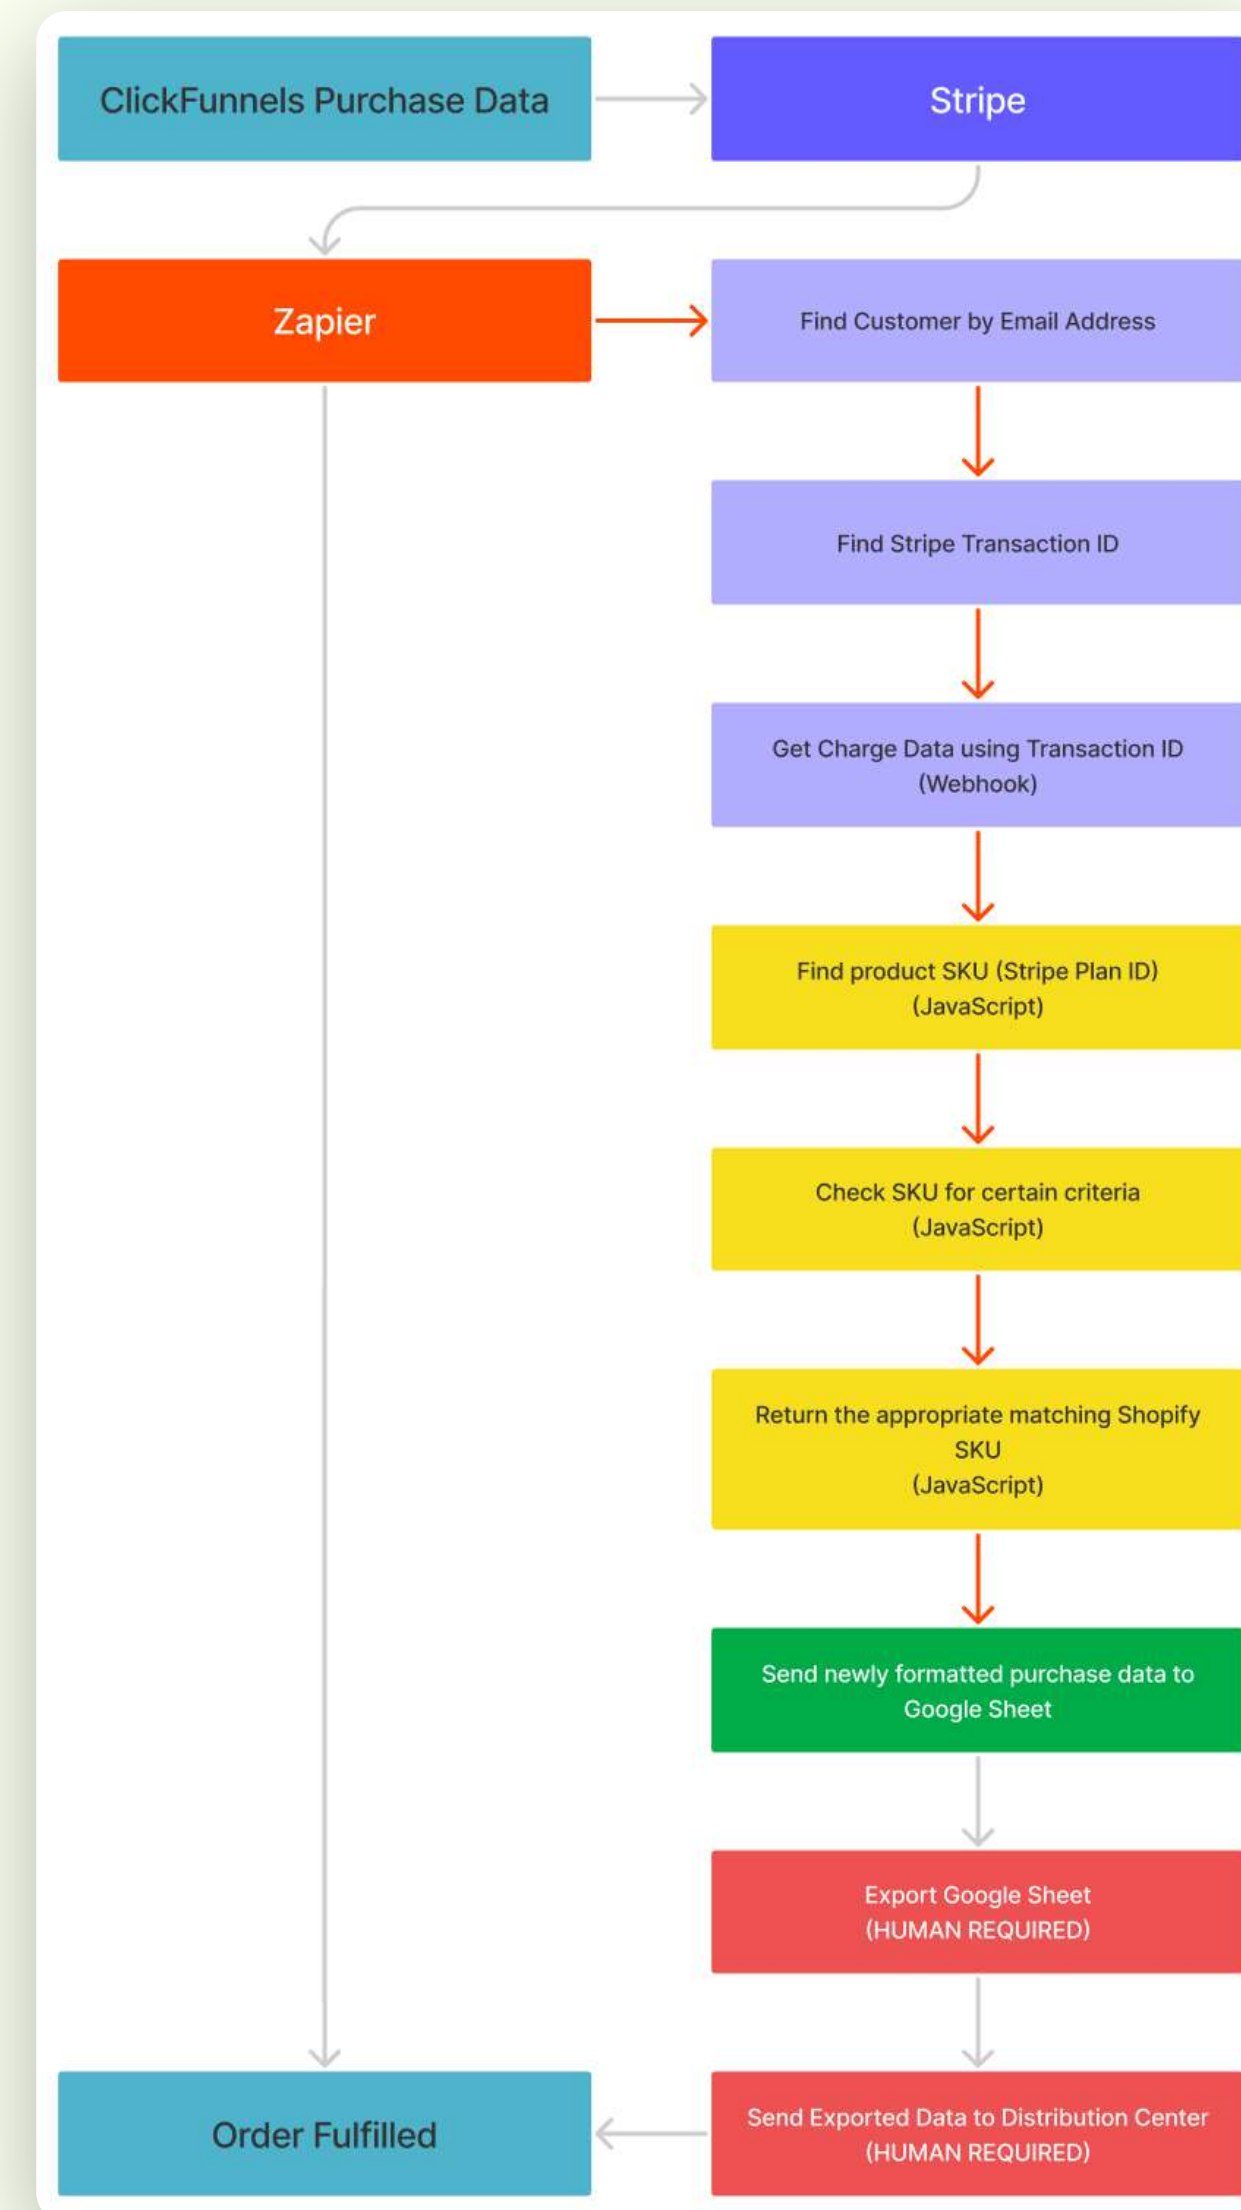 ClickFunnels Purchase Data
Stripe
Zapier
Find Customer by Email Address
Find Stripe Transaction ID
Get Charge Data using Transaction ID
(Webhook)
Find product SKU (Stripe Plan ID)
(JavaScript)
Check SKU for certain criteria
(JavaScript)
Return the appropriate matching Shopify
SKU
(JavaScript)
Send newly formatted purchase data to
Google Sheet
Export Google Sheet
(HUMAN REQUIRED)
Order Fulfilled
Send Exported Data to Distribution Center
(HUMAN REQUIRED)